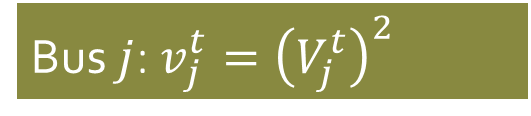 Bus j: v_j^t = (V_j^t)^2